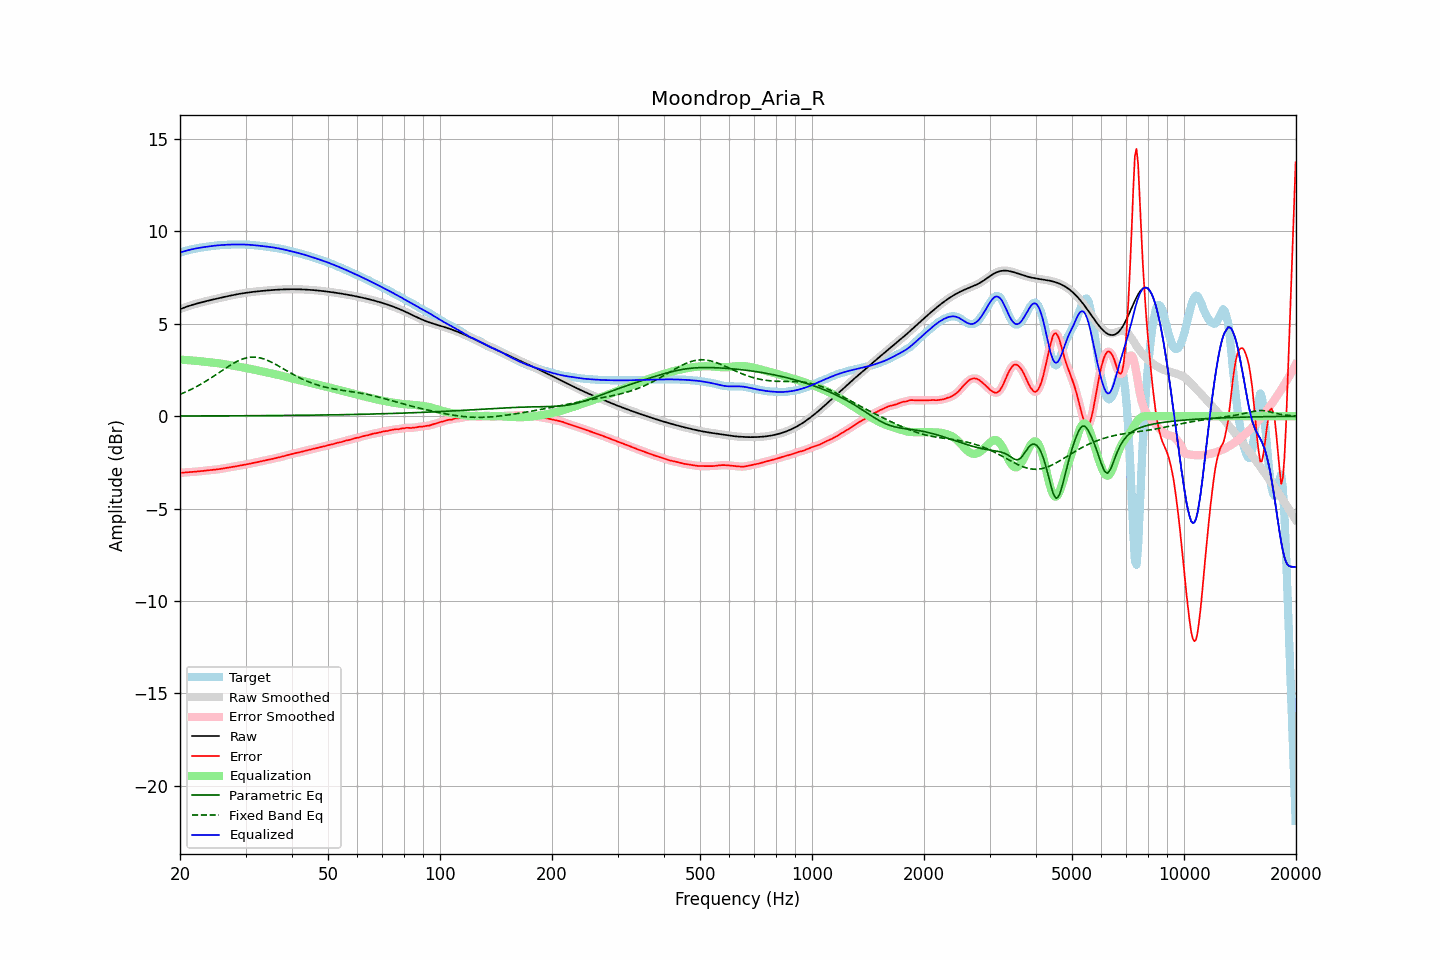 Moondrop_Aria_R
Amplitude (dBr)
15
10
5
0
−5
−10
−15
−20
Target
Raw Smoothed
Error Smoothed
Raw
Error
Equalization
Parametric Eq
Fixed Band Eq
Equalized
20 50 100 200 500 1000 2000 5000 10000 20000
Frequency (Hz)